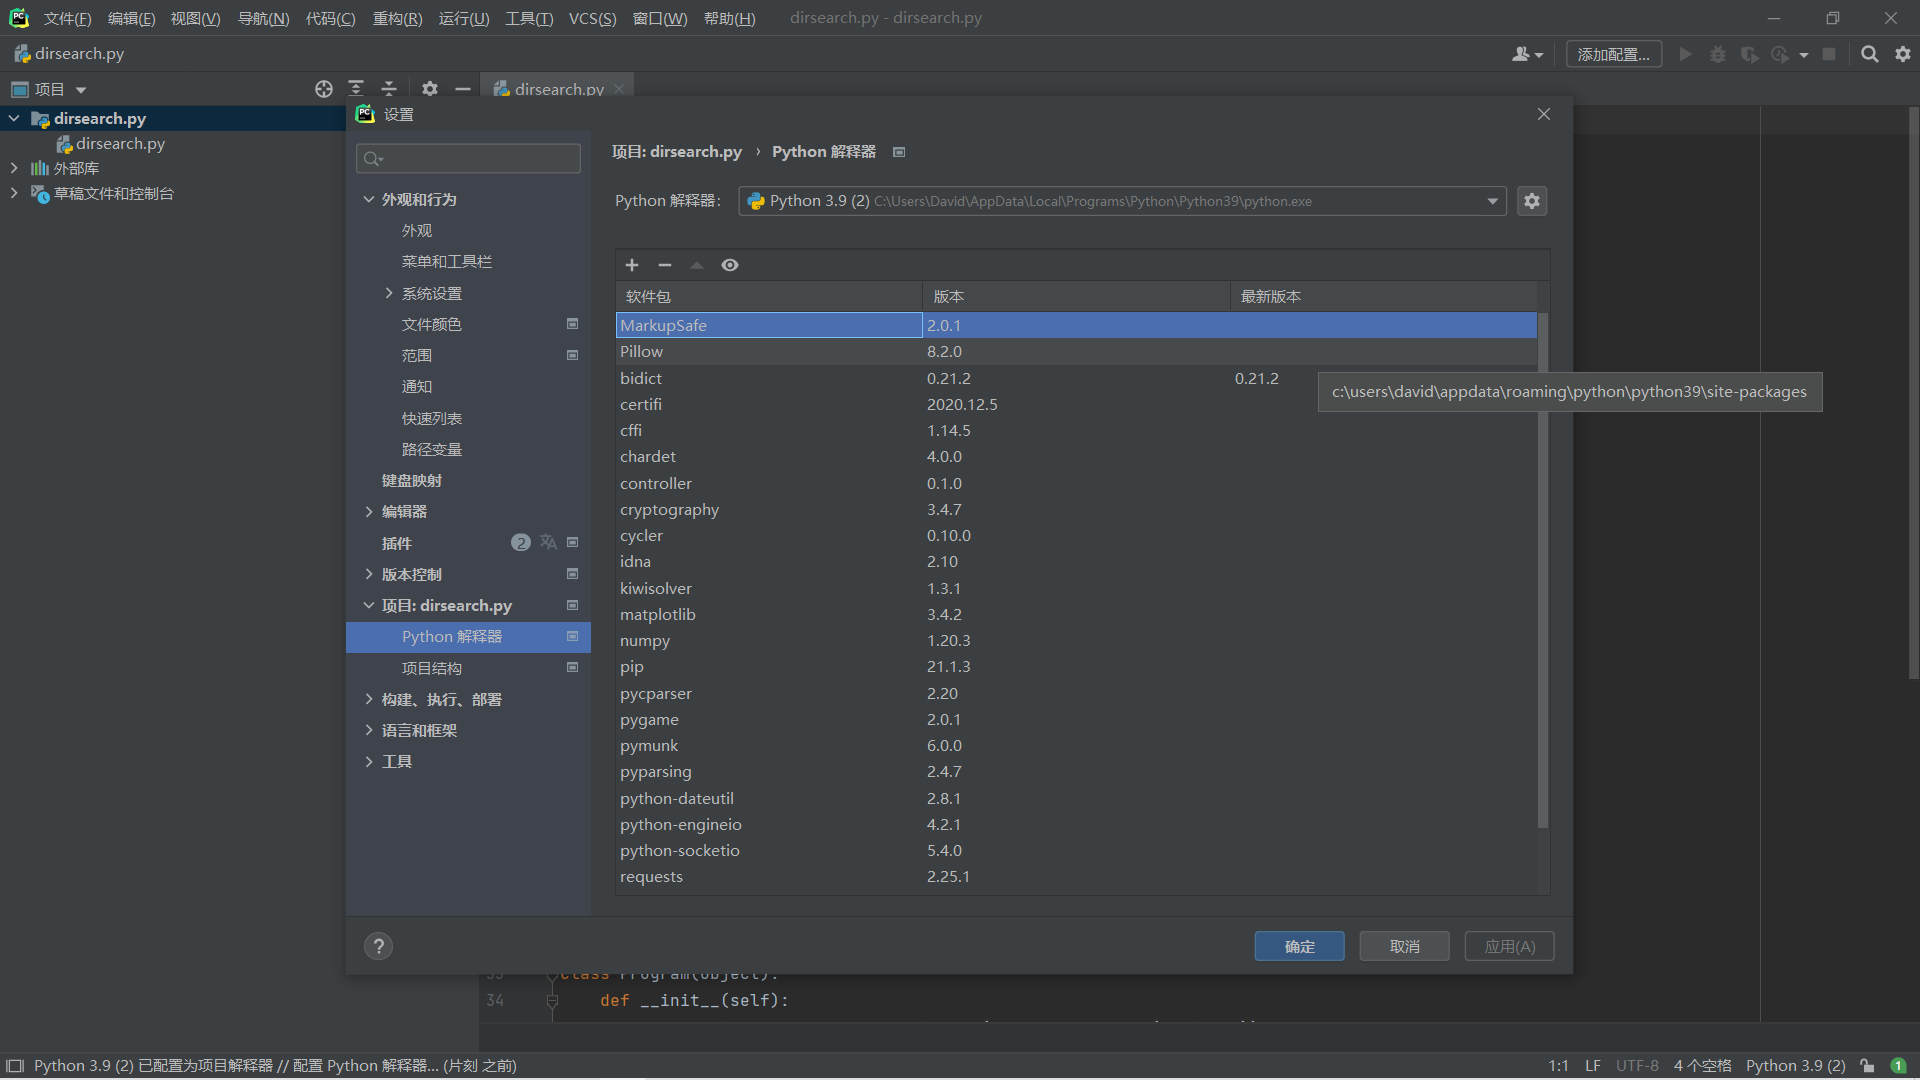 文件(F) 编辑(E) 视图(V) 导航(N) 代码(C) 重构(R) 运行(U) 工具(T) VCS(S) 窗口(W) 帮助(H) dirsearch.py - dirsearch.py
dirsearch.py
添加配置...
项目
dirsearch.py
dirsearch.py
dirsearch.py
外部库
草稿文件和控制台
设置
外观和行为
外观
菜单和工具栏
系统设置
文件颜色
范围
通知
快速列表
路径变量
键盘映射
编辑器
插件 2
版本控制
项目: dirsearch.py
Python 解释器
项目结构
构建、执行、部署
语言和框架
工具
项目: dirsearch.py › Python 解释器
Python 解释器: Python 3.9 (2) C:\Users\David\AppData\Local\Programs\Python\Python39\python.exe
软件包 版本 最新版本
MarkupSafe 2.0.1
Pillow 8.2.0
bidict 0.21.2 0.21.2
c:\users\david\appdata\roaming\python\python39\site-packages
certifi 2020.12.5
cffi 1.14.5
chardet 4.0.0
controller 0.1.0
cryptography 3.4.7
cycler 0.10.0
idna 2.10
kiwisolver 1.3.1
matplotlib 3.4.2
numpy 1.20.3
pip 21.1.3
pycparser 2.20
pygame 2.0.1
pymunk 6.0.0
pyparsing 2.4.7
python-dateutil 2.8.1
python-engineio 4.2.1
python-socketio 5.4.0
requests 2.25.1
? 确定 取消 应用(A)
33 class Program(object):
34 def __init__(self):
Python 3.9 (2) 已配置为项目解释器 // 配置 Python 解释器... (片刻 之前) 1:1 LF UTF-8 4 个空格 Python 3.9 (2) 1